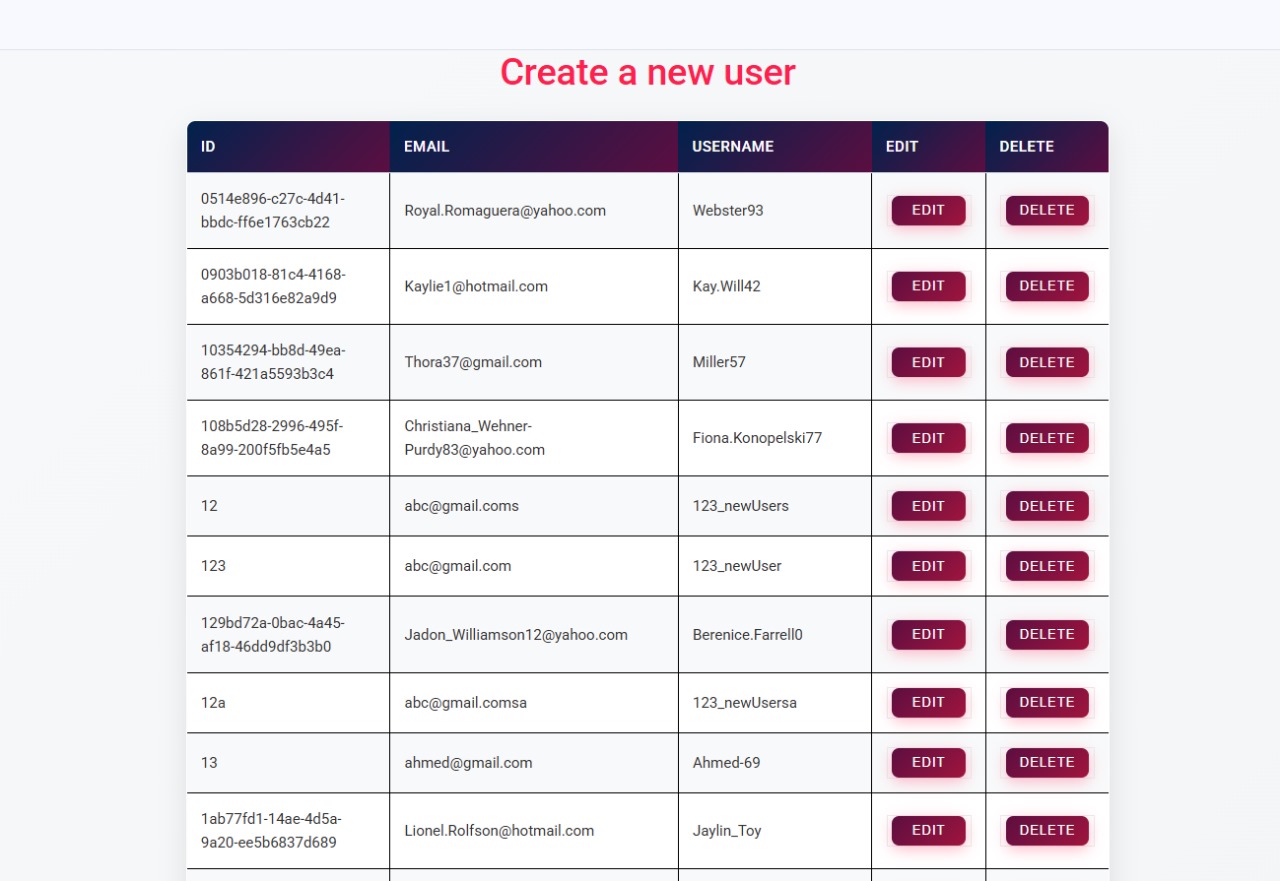 Create a new user
ID EMAIL USERNAME EDIT DELETE
0514e896-c27c-4d41-
bbdc-ff6e1763cb22
Royal.Romaguera@yahoo.com
Webster93
EDIT
DELETE
0903b018-81c4-4168-
a668-5d316e82a9d9
Kaylie1@hotmail.com
Kay.Will42
EDIT
DELETE
10354294-bb8d-49ea-
861f-421a5593b3c4
Thora37@gmail.com
Miller57
EDIT
DELETE
108b5d28-2996-495f-
8a99-200f5fb5e4a5
Christiana_Wehner-
Purdy83@yahoo.com
Fiona.Konopelski77
EDIT
DELETE
12
abc@gmail.coms
123_newUsers
EDIT
DELETE
123
abc@gmail.com
123_newUser
EDIT
DELETE
129bd72a-0bac-4a45-
af18-46dd9df3b3b0
Jadon_Williamson12@yahoo.com
Berenice.Farrell0
EDIT
DELETE
12a
abc@gmail.comsa
123_newUsersa
EDIT
DELETE
13
ahmed@gmail.com
Ahmed-69
EDIT
DELETE
1ab77fd1-14ae-4d5a-
9a20-ee5b6837d689
Lionel.Rolfson@hotmail.com
Jaylin_Toy
EDIT
DELETE